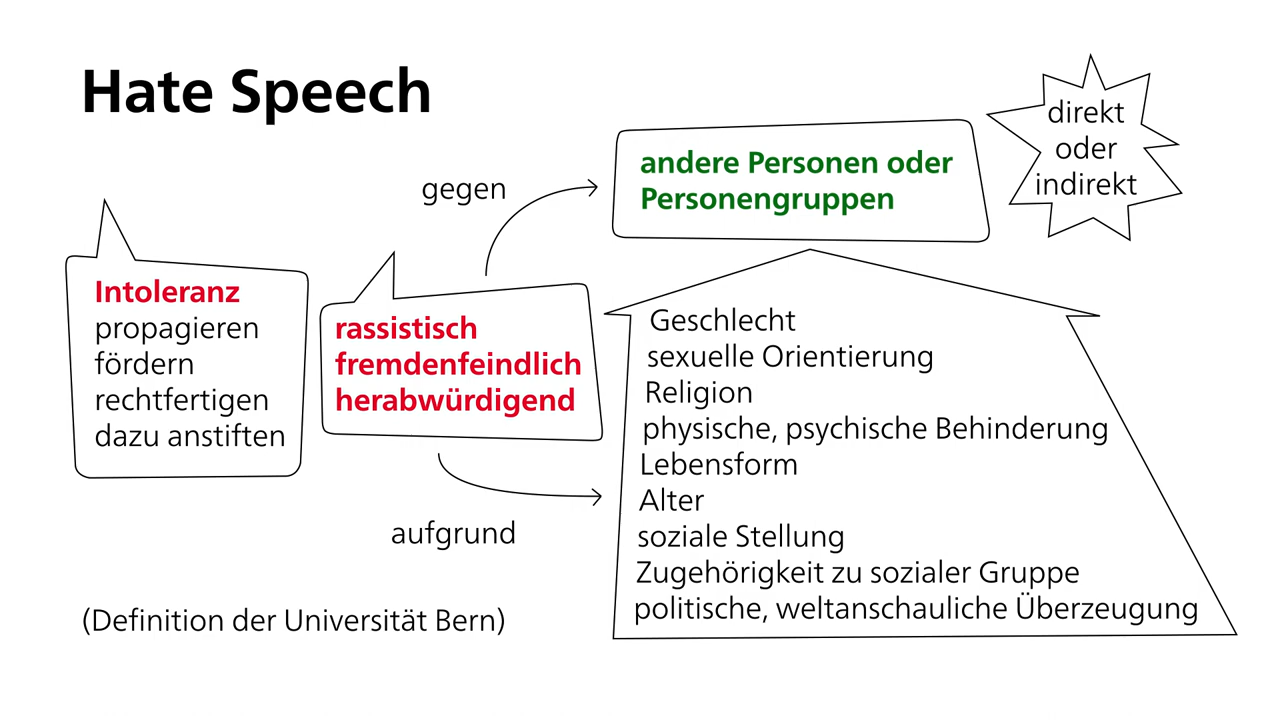 Hate Speech
Intoleranz
propagieren
fördern
rechtfertigen
dazu anstiften
rassistisch
fremdenfeindlich
herabwürdigend
gegen
andere Personen oder
Personengruppen
direkt
oder
indirekt
aufgrund
Geschlecht
sexuelle Orientierung
Religion
physische, psychische Behinderung
Lebensform
Alter
soziale Stellung
Zugehörigkeit zu sozialer Gruppe
politische, weltanschauliche Überzeugung
(Definition der Universität Bern)